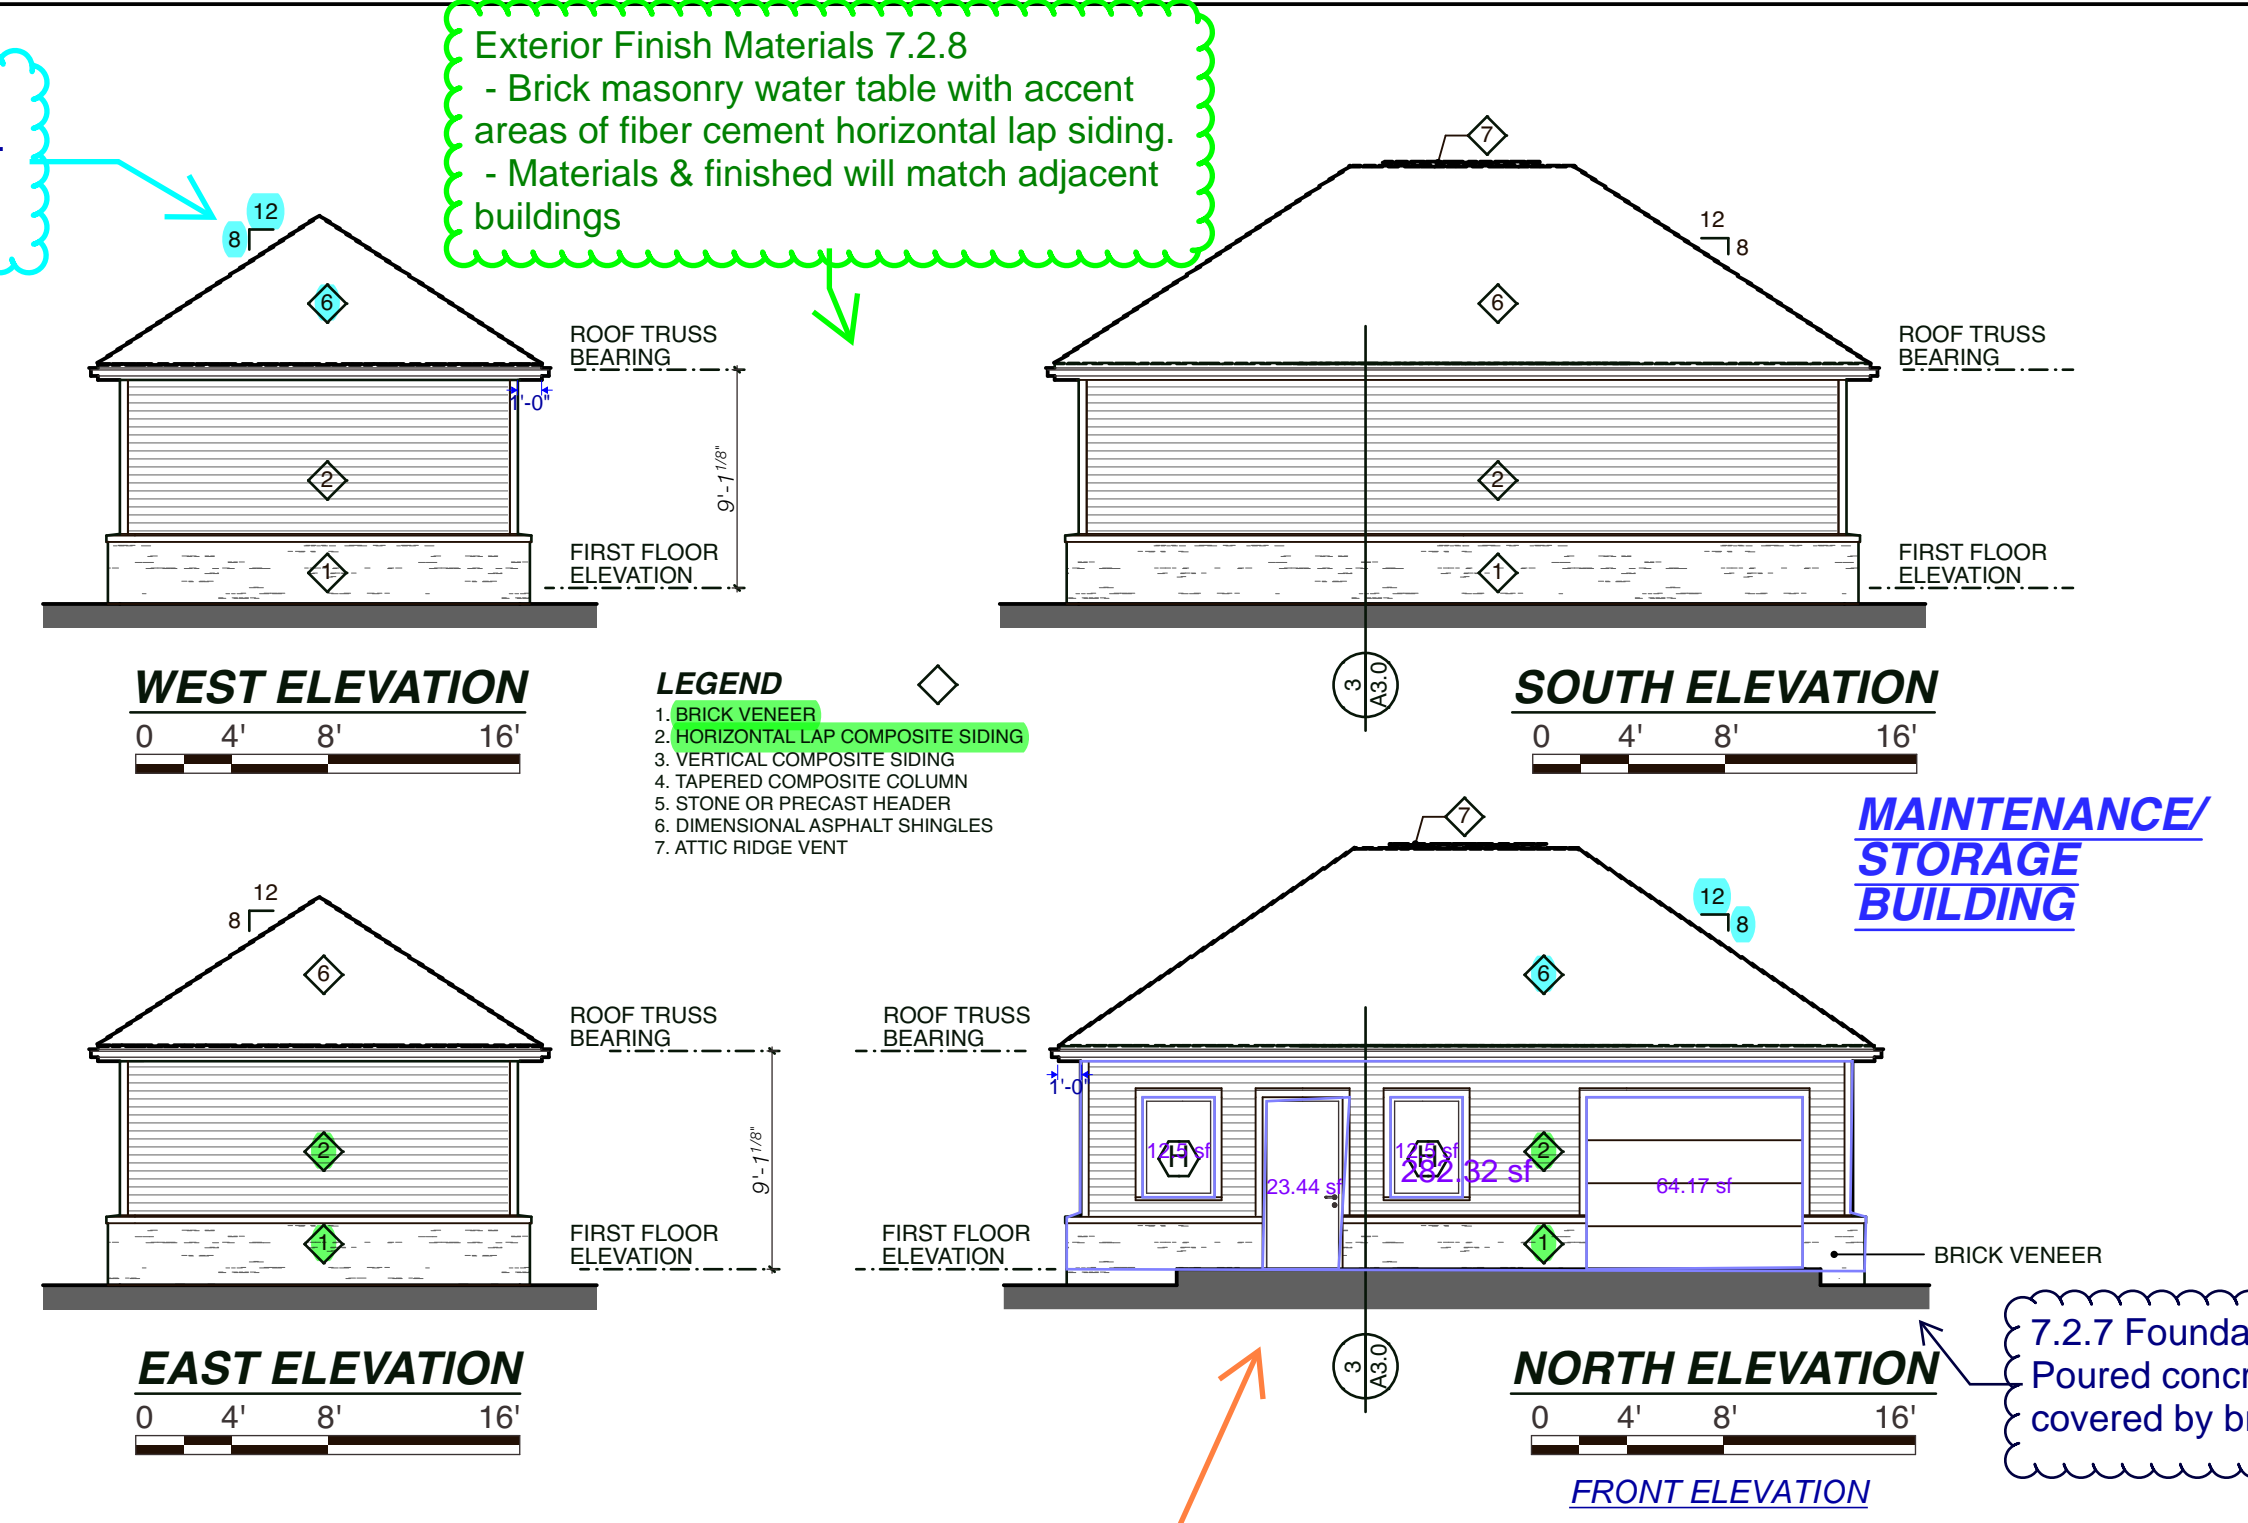 Exterior Finish Materials 7.2.8
- Brick masonry water table with accent
areas of fiber cement horizontal lap siding.
- Materials & finished will match adjacent
buildings
12
8
6
ROOF TRUSS
BEARING
1'-0"
2
9'-1 1/8"
FIRST FLOOR
ELEVATION
1
WEST ELEVATION
0 4' 8' 16'
7
12
8
6
ROOF TRUSS
BEARING
2
FIRST FLOOR
ELEVATION
1
3
A3.0
SOUTH ELEVATION
0 4' 8' 16'
LEGEND
1. BRICK VENEER
2. HORIZONTAL LAP COMPOSITE SIDING
3. VERTICAL COMPOSITE SIDING
4. TAPERED COMPOSITE COLUMN
5. STONE OR PRECAST HEADER
6. DIMENSIONAL ASPHALT SHINGLES
7. ATTIC RIDGE VENT
MAINTENANCE/
STORAGE
BUILDING
12
8
6
ROOF TRUSS
BEARING
2
9'-1 1/8"
FIRST FLOOR
ELEVATION
1
EAST ELEVATION
0 4' 8' 16'
7
12
8
6
ROOF TRUSS
BEARING
1'-0"
12.5 sf
H
23.44 sf
12.5 sf
H
282.32 sf
2
64.17 sf
FIRST FLOOR
ELEVATION
1
BRICK VENEER
3
A3.0
NORTH ELEVATION
0 4' 8' 16'
FRONT ELEVATION
7.2.7 Founda
Poured concr
covered by br